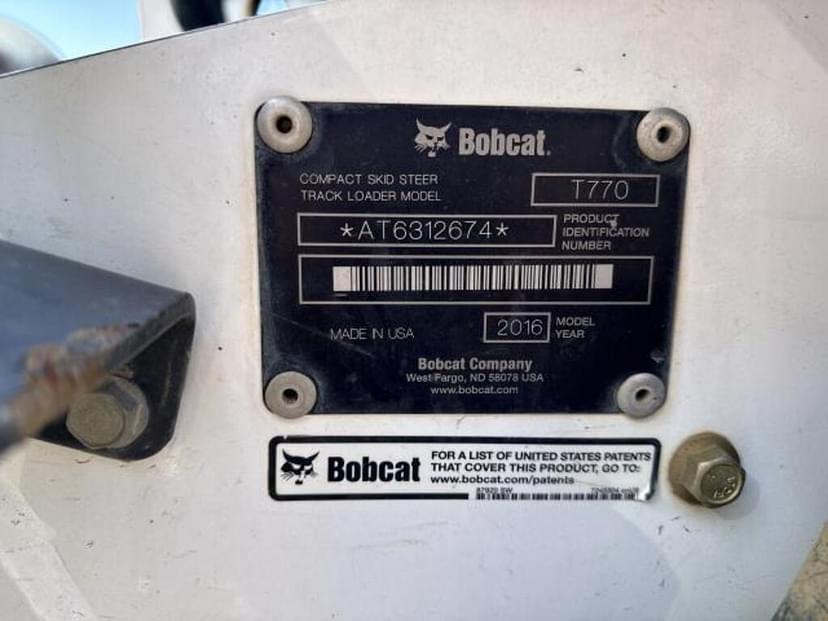 Bobcat.
COMPACT SKID STEER
TRACK LOADER MODEL
T770
*AT6312674*
PRODUCT
IDENTIFICATION
NUMBER
MADE IN USA
2016
MODEL
YEAR
Bobcat Company
West Fargo, ND 58078 USA
www.bobcat.com
Bobcat
FOR A LIST OF UNITED STATES PATENTS
THAT COVER THIS PRODUCT, GO TO:
www.bobcat.com/patents
87920 SW